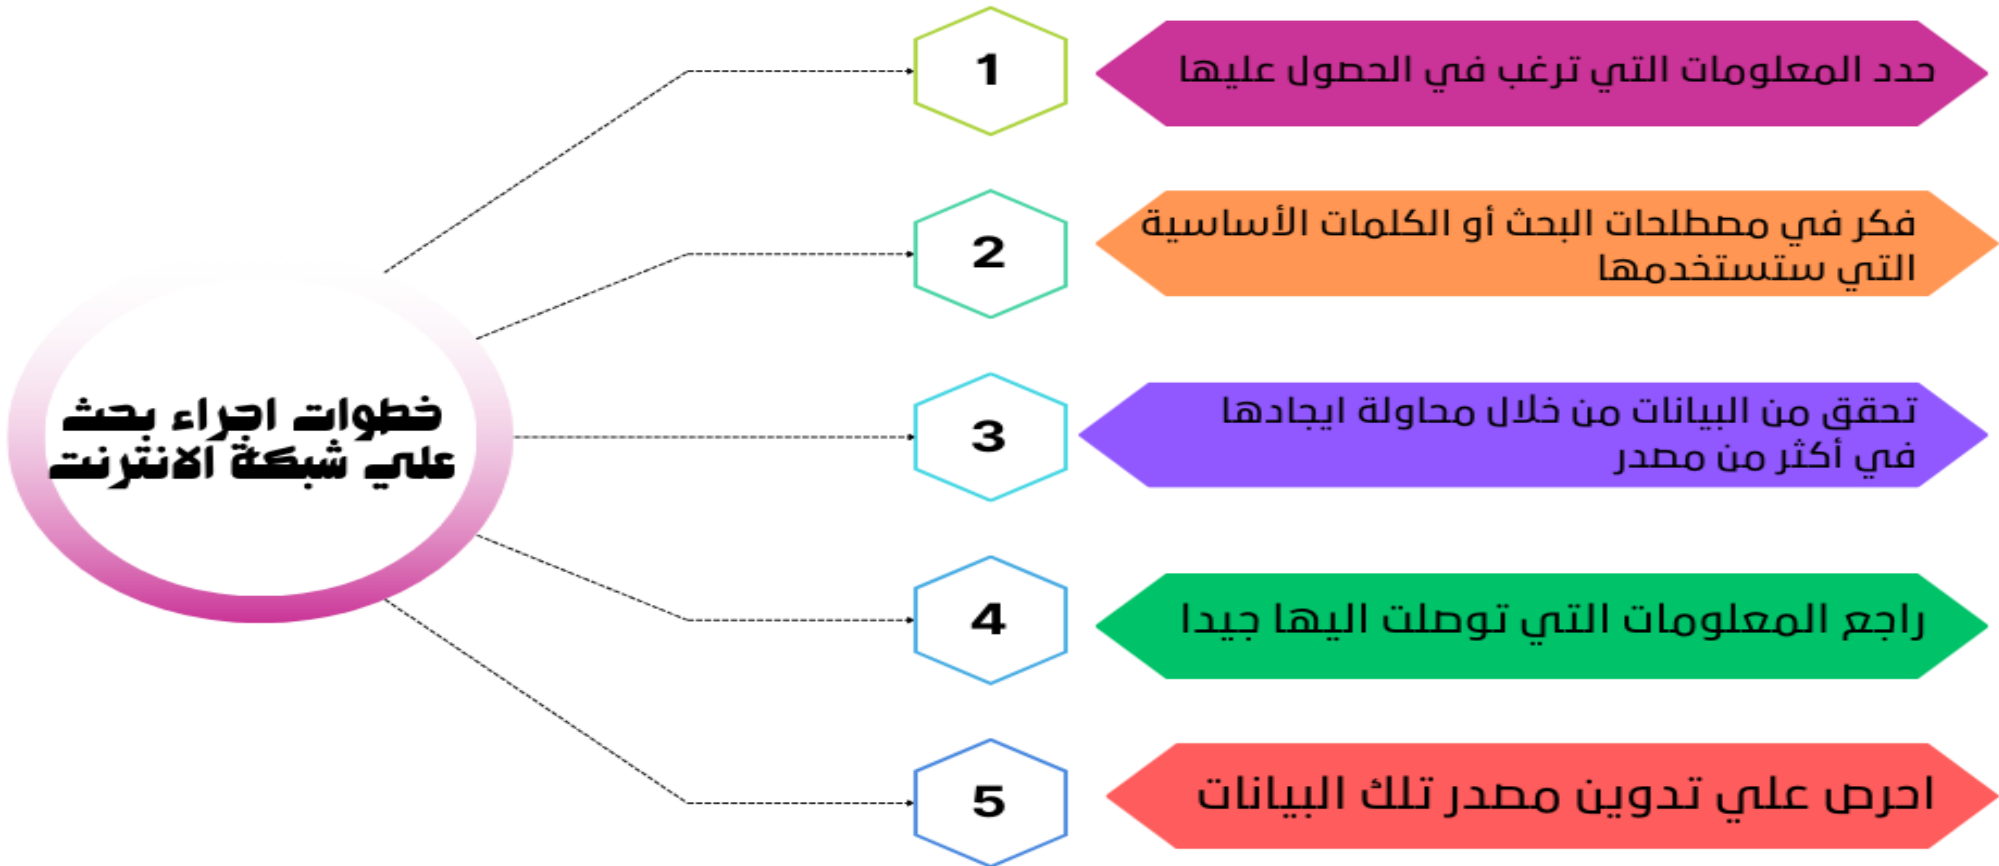 خطوات اجراء بحث
علي شبكة الانترنت
1
حدد المعلومات التي ترغب في الحصول عليها
2
فكر في مصطلحات البحث أو الكلمات الأساسية
التي ستستخدمها
3
تحقق من البيانات من خلال محاولة ايجادها
في أكثر من مصدر
4
راجع المعلومات التي توصلت اليها جيدا
5
احرص علي تدوين مصدر تلك البيانات